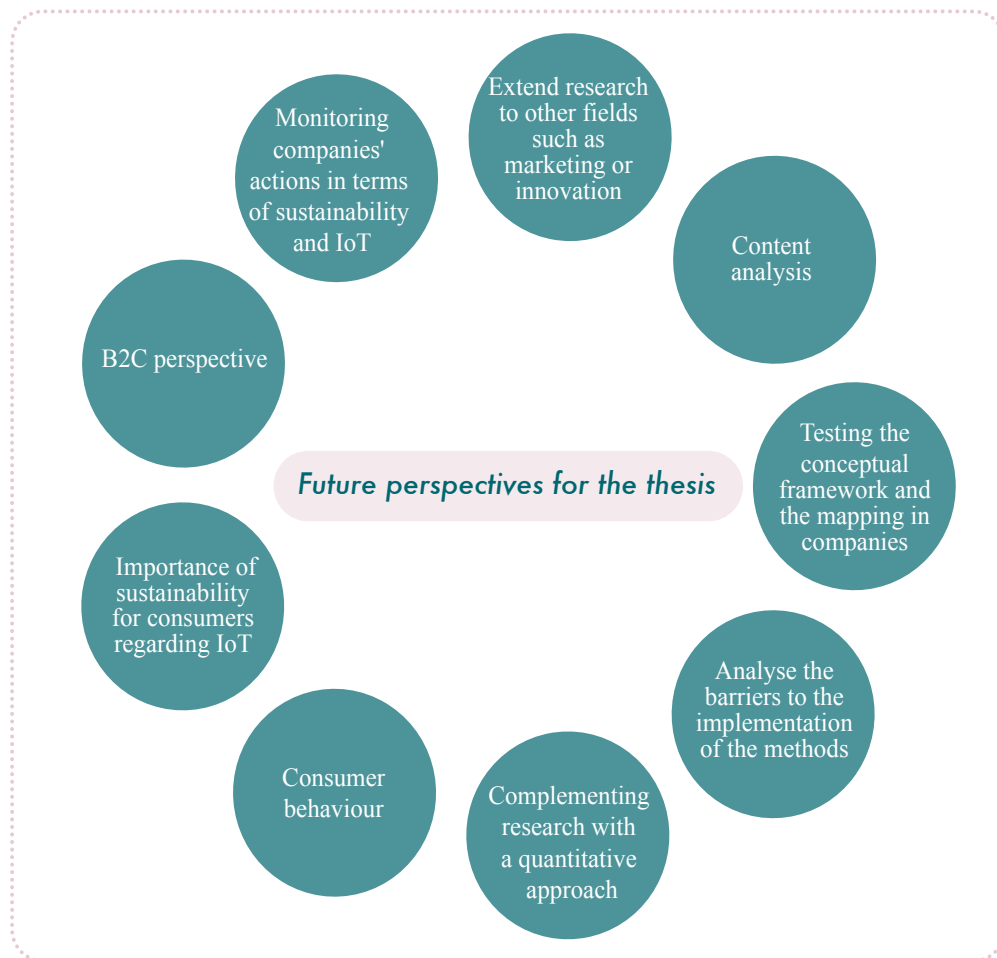 Extend research
to other fields
such as
marketing or
innovation
Monitoring
companies'
actions in terms
of sustainability
and IoT
Content
analysis
B2C perspective
Testing the
conceptual
framework and
the mapping in
companies
Future perspectives for the thesis
Importance of
sustainability
for consumers
regarding IoT
Analyse the
barriers to the
implementation
of the methods
Consumer
behaviour
Complementing
research with
a quantitative
approach